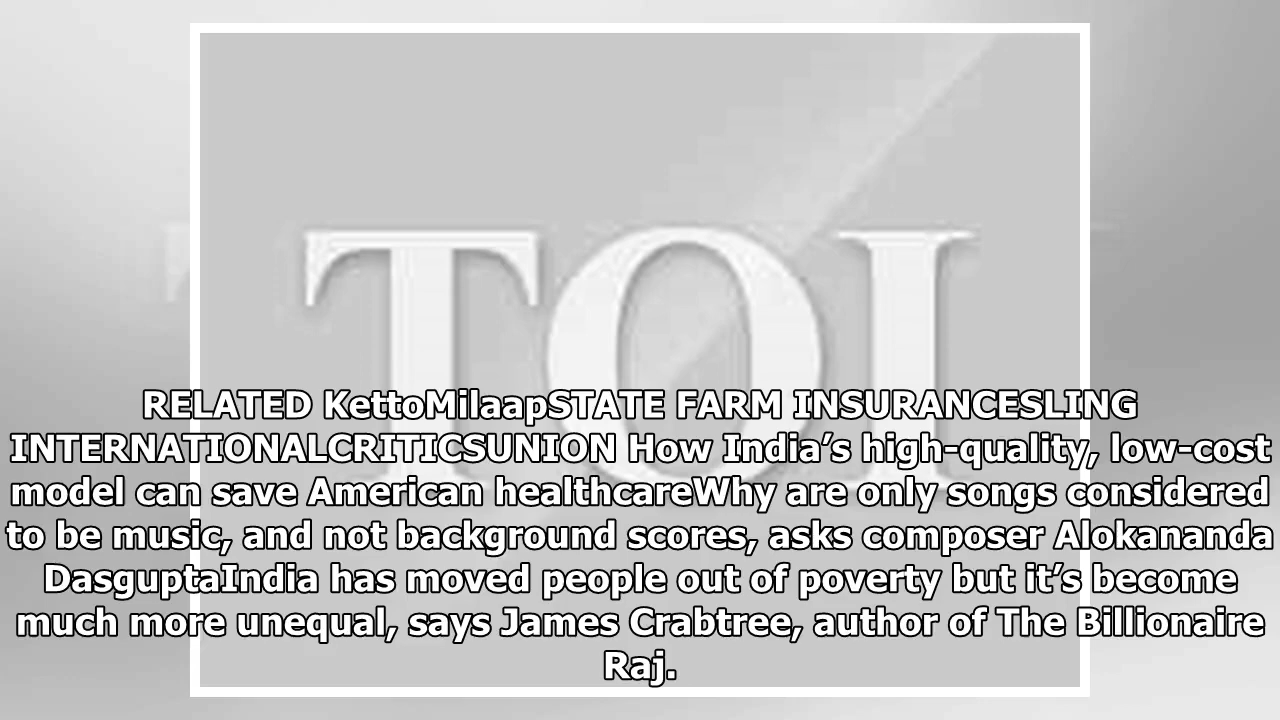 TOI
RELATED KettoMilaapSTATE FARM INSURANCESLING
INTERNATIONALCRITICSUNION How India’s high-quality, low-cost
model can save American healthcareWhy are only songs considered
to be music, and not background scores, asks composer Alokananda
DasguptaIndia has moved people out of poverty but it’s become
much more unequal, says James Crabtree, author of The Billionaire
Raj.